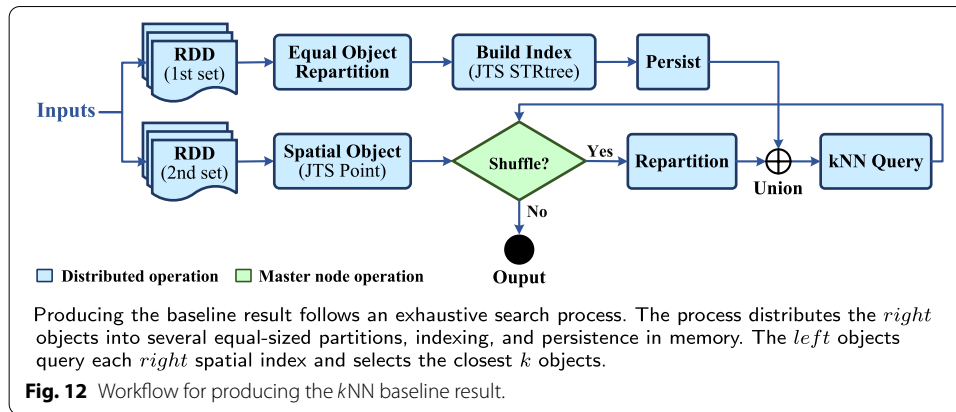 RDD
(1st set)
Equal Object
Repartition
Build Index
(JTS STRtree)
Persist
Inputs
RDD
(2nd set)
Spatial Object
(JTS Point)
Shuffle?
Yes
Repartition
Union
kNN Query
No
Ouput
Distributed operation
Master node operation
Producing the baseline result follows an exhaustive search process. The process distributes the right
objects into several equal-sized partitions, indexing, and persistence in memory. The left objects
query each right spatial index and selects the closest k objects.
Fig. 12 Workflow for producing the kNN baseline result.